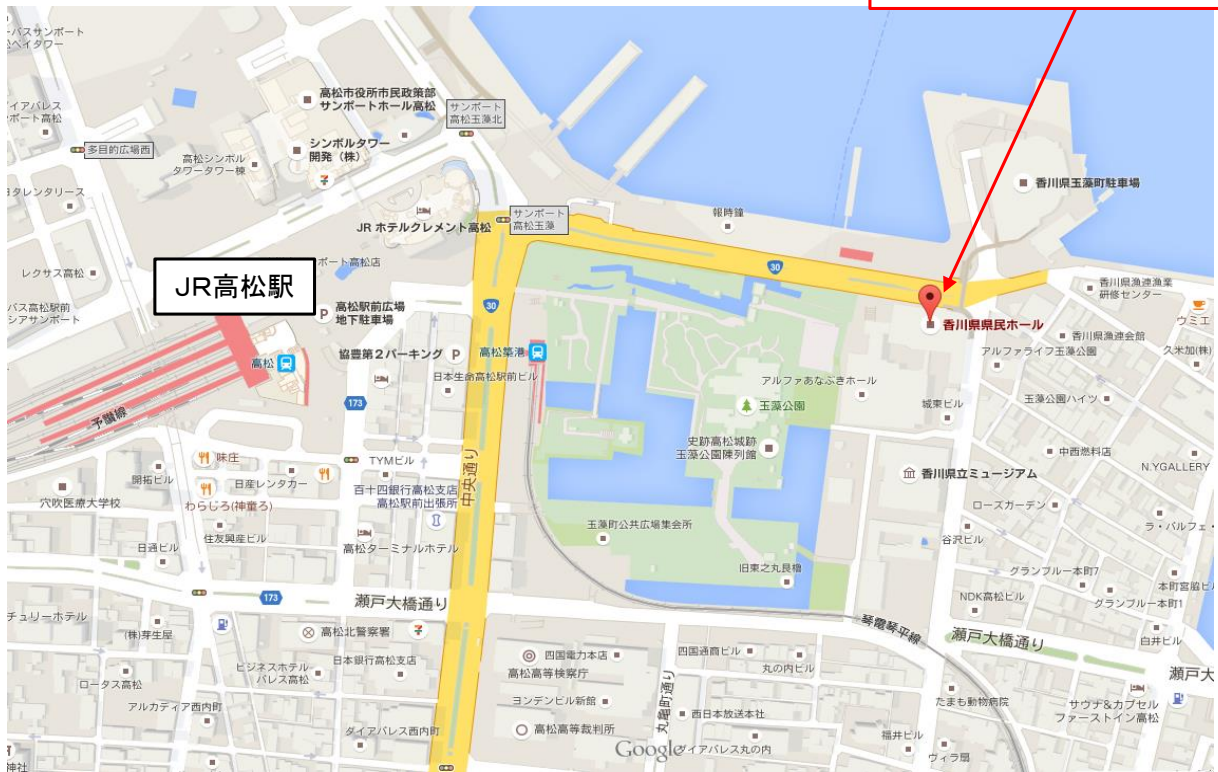 高松市役所市民政策部
サンポートホール高松
サンポート
高松玉藻北
多目的広場西
シンボルタワー
開発(株)
高松シンボル
タワータワー棟
香川県玉藻町駐車場
JR ホテルクレメント高松
サンポート
高松玉藻
報時鐘
レクサス高松
JR高松駅
30
香川県漁連漁業
研修センター
高松駅前広場
地下駐車場
30
香川県県民ホール
ウミエ
香川県漁連会館
アルファライフ玉藻公園
久米加(株)
協豊第2パーキング
高松築港
高松
日本生命高松駅前ビル
アルファあなぶきホール
玉藻公園ハイツ
173
玉藻公園
城東ビル
予讃線
史跡高松城跡
玉藻公園陳列館
中西燃料店
味庄
TYMビル
香川県立ミュージアム
N.YGALLERY
開拓ビル
日産レンタカー
中央通り
百十四銀行高松支店
高松駅前出張所
穴吹医療大学校
わらじろ(神童ろ)
ローズガーデン
住友興産ビル
玉藻町公共広場集会所
谷沢ビル
日通ビル
高松ターミナルホテル
旧東之丸艮櫓
グランブルー本町7
NDK高松ビル
グランブルー本町1
173
瀬戸大橋通り
(株)芽生屋
高松北警察署
琴電琴平線
瀬戸大橋通り
白井ビル
四国電力本店
四国通商ビル
丸の内ビル
高松高等検察庁
日本銀行高松支店
ビジネスホテル
パレス高松
ロータス高松
アルカディア西内町
ヨンデンビル新館
丸亀町通り
西日本放送本社
たまも動物病院
サウナ&カプセル
ファーストイン高松
ダイアパレス西内町
高松高等裁判所
Google
ダイアパレス丸の内
福井ビル